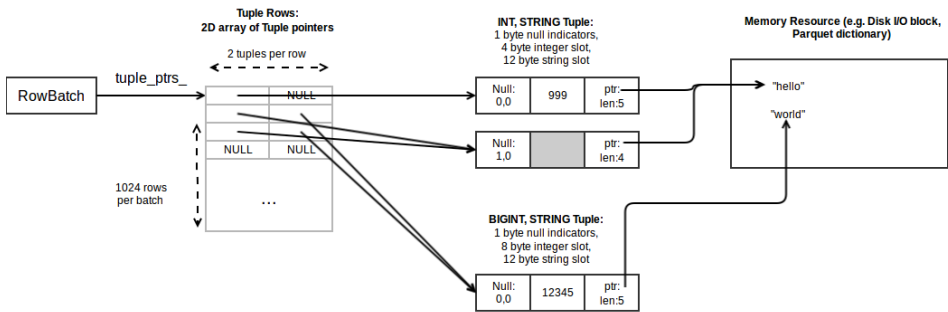 Tuple Rows:
2D array of Tuple pointers
2 tuples per row
RowBatch
tuple_ptrs_
NULL
NULL
NULL
1024 rows
per batch
...
INT, STRING Tuple:
1 byte null indicators,
4 byte integer slot,
12 byte string slot
Null:
0,0
999
ptr:
len:5
Null:
1,0
ptr:
len:4
BIGINT, STRING Tuple:
1 byte null indicators,
8 byte integer slot,
12 byte string slot
Null:
0,0
12345
ptr:
len:5
Memory Resource (e.g. Disk I/O block,
Parquet dictionary)
"hello"
"world"